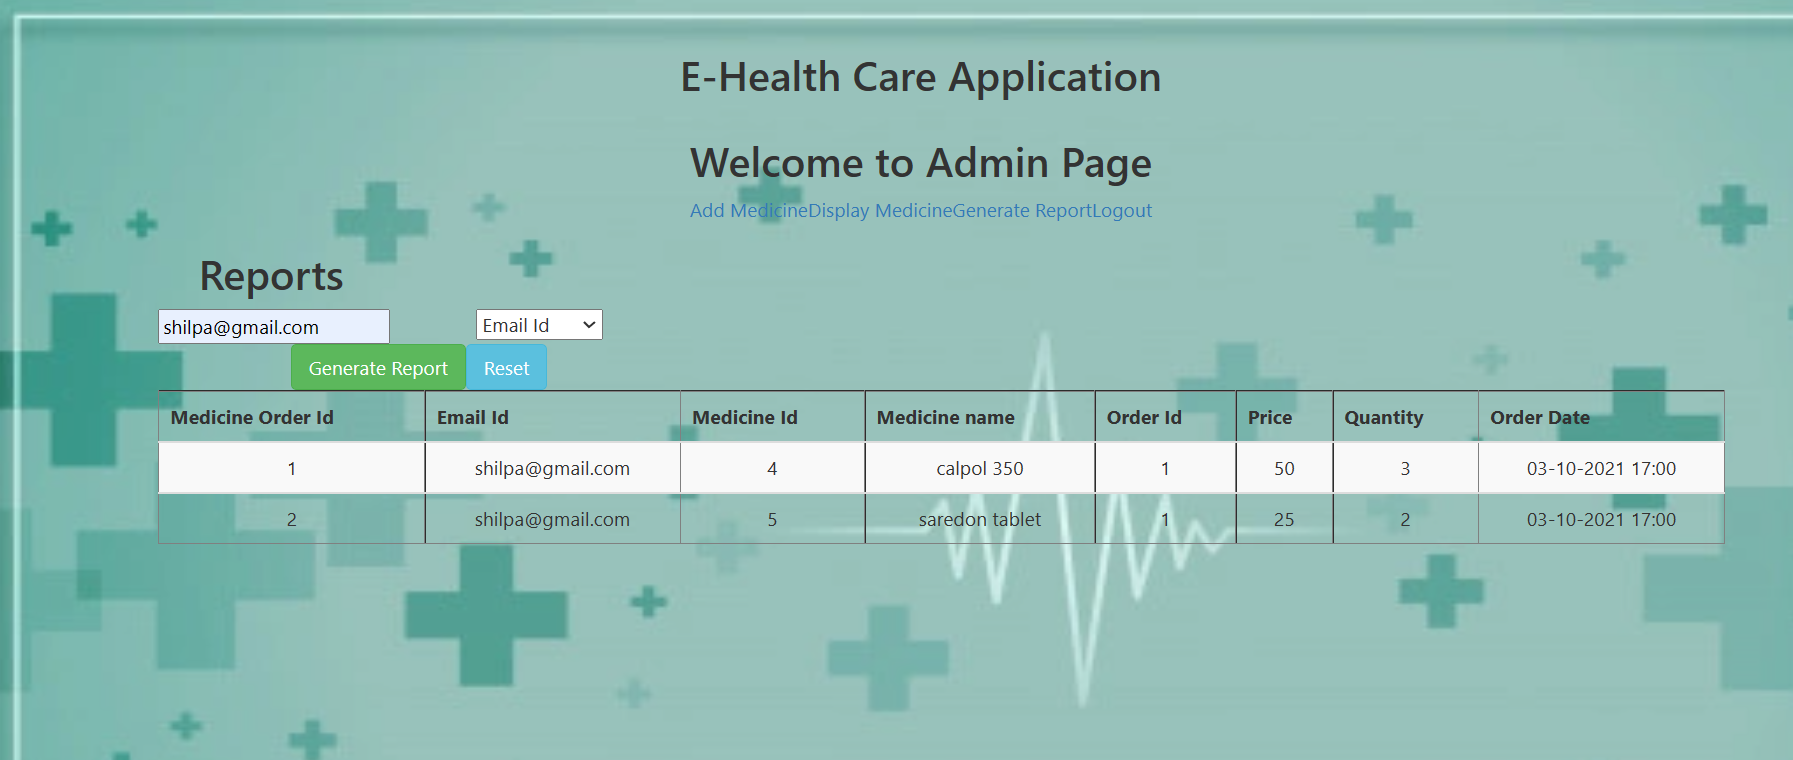 E-Health Care Application
Welcome to Admin Page
Add MedicineDisplay MedicineGenerate ReportLogout
Reports
shilpa@gmail.com Email Id
Generate Report Reset
Medicine Order Id Email Id Medicine Id Medicine name Order Id Price Quantity Order Date
1 shilpa@gmail.com 4 calpol 350 1 50 3 03-10-2021 17:00
2 shilpa@gmail.com 5 saredon tablet 1 25 2 03-10-2021 17:00